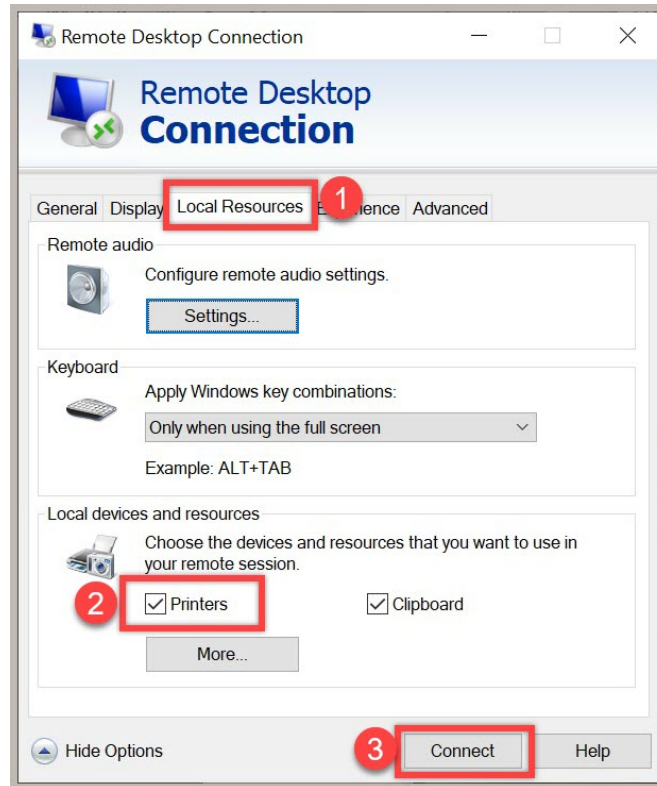 Remote Desktop Connection
Remote Desktop
Connection
General Display Local Resources Advanced
1
Remote audio
Configure remote audio settings.
Settings...
Keyboard
Apply Windows key combinations:
Only when using the full screen
Example: ALT+TAB
Local devices and resources
Choose the devices and resources that you want to use in
your remote session.
2 Printers Clipboard
More...
Hide Options 3 Connect Help